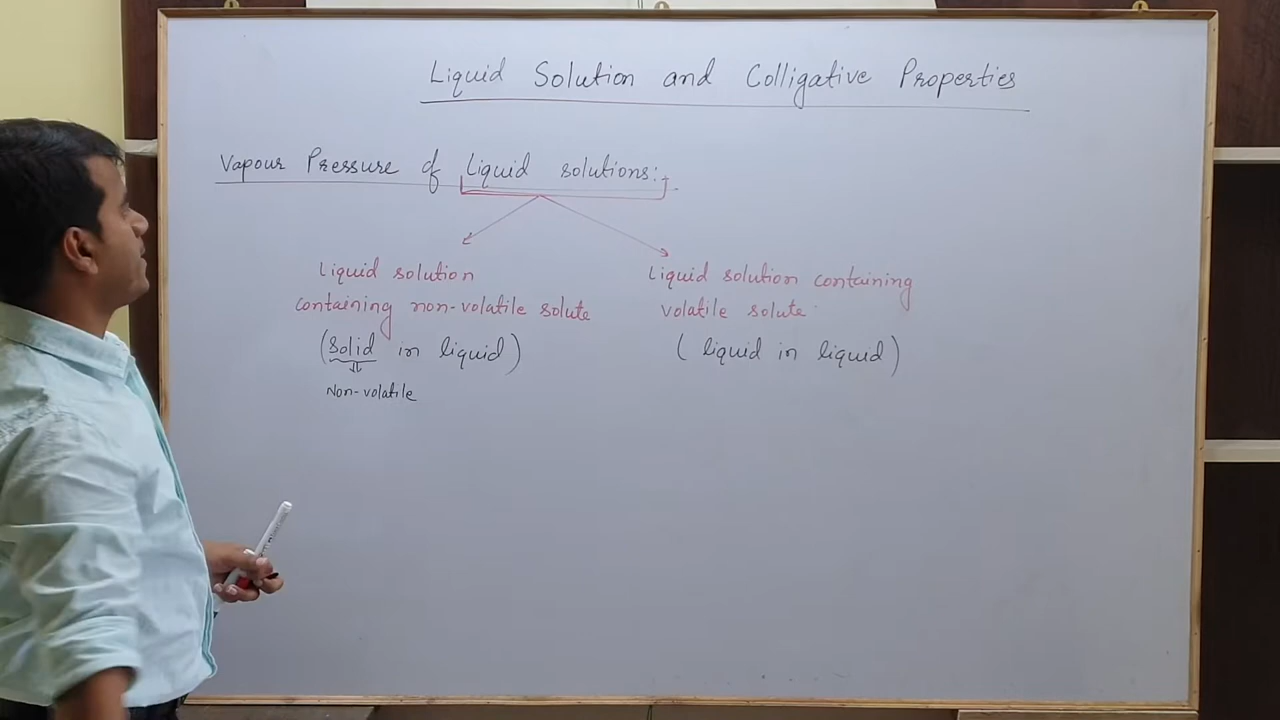 Liquid Solution and Colligative Properties
Vapour Pressure of Liquid solutions:-
Liquid solution
containing non-volatile solute
(Solid in liquid)
Non-volatile
Liquid solution containing
volatile solute
(liquid in liquid)